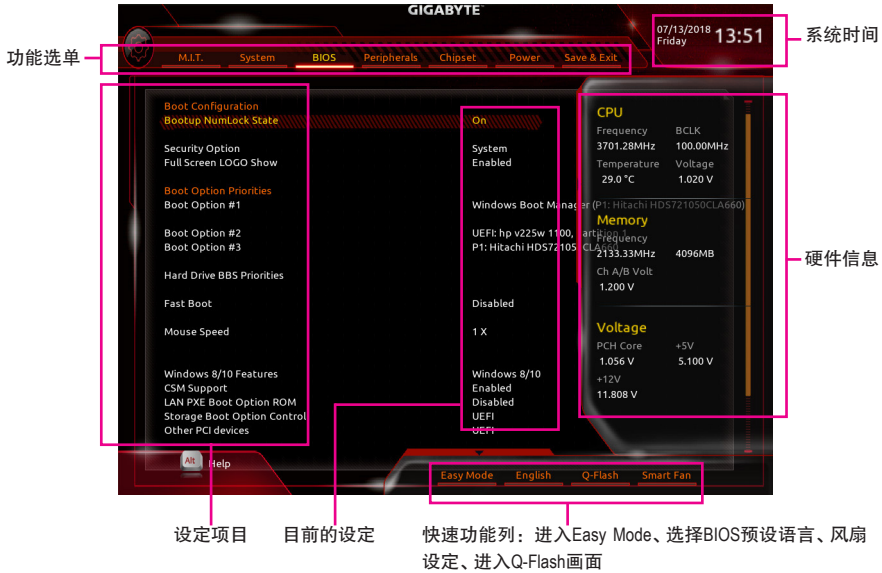 GIGABYTE
07/13/2018
Friday
13:51
系统时间
功能选单
M.I.T. System BIOS Peripherals Chipset Power Save & Exit
Boot Configuration
Bootup NumLock State On
Security Option System
Full Screen LOGO Show Enabled
Boot Option Priorities
Boot Option #1 Windows Boot Manager (P1: Hitachi HDS721050CLA660)
Boot Option #2 UEFI: hp v225w 1100, Partition 1
Boot Option #3 P1: Hitachi HDS721050CLA660
Hard Drive BBS Priorities
Fast Boot Disabled
Mouse Speed 1 X
Windows 8/10 Features Windows 8/10
CSM Support Enabled
LAN PXE Boot Option ROM Disabled
Storage Boot Option Control UEFI
Other PCI devices UEFI
CPU
Frequency BCLK
3701.28MHz 100.00MHz
Temperature Voltage
29.0 °C 1.020 V
Memory
Frequency
2133.33MHz 4096MB
Ch A/B Volt
1.200 V
Voltage
PCH Core +5V
1.056 V 5.100 V
+12V
11.808 V
硬件信息
Alt Help
Easy Mode English Q-Flash Smart Fan
设定项目
目前的设定
快速功能列：进入Easy Mode、选择BIOS预设语言、风扇
设定、进入Q-Flash画面